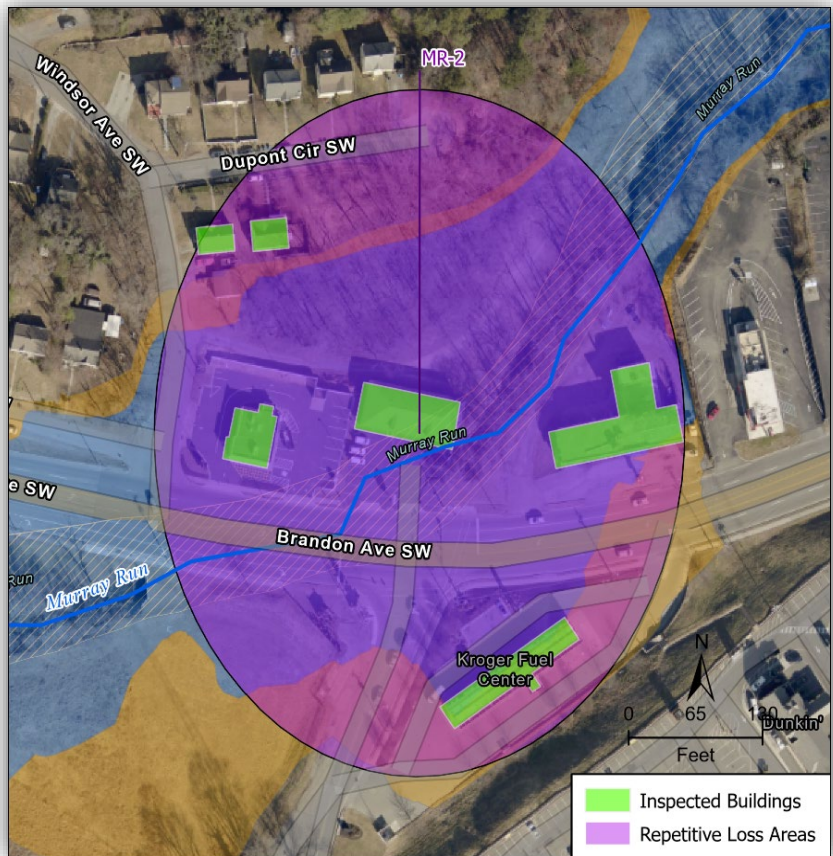 MR-2
Murray Run
Windsor Ave SW
Dupont Cir SW
Murray Run
e SW
Brandon Ave SW
Run
Murray Run
Kroger Fuel
Center
N
0 65 130
Dunkin'
Feet
Inspected Buildings
Repetitive Loss Areas